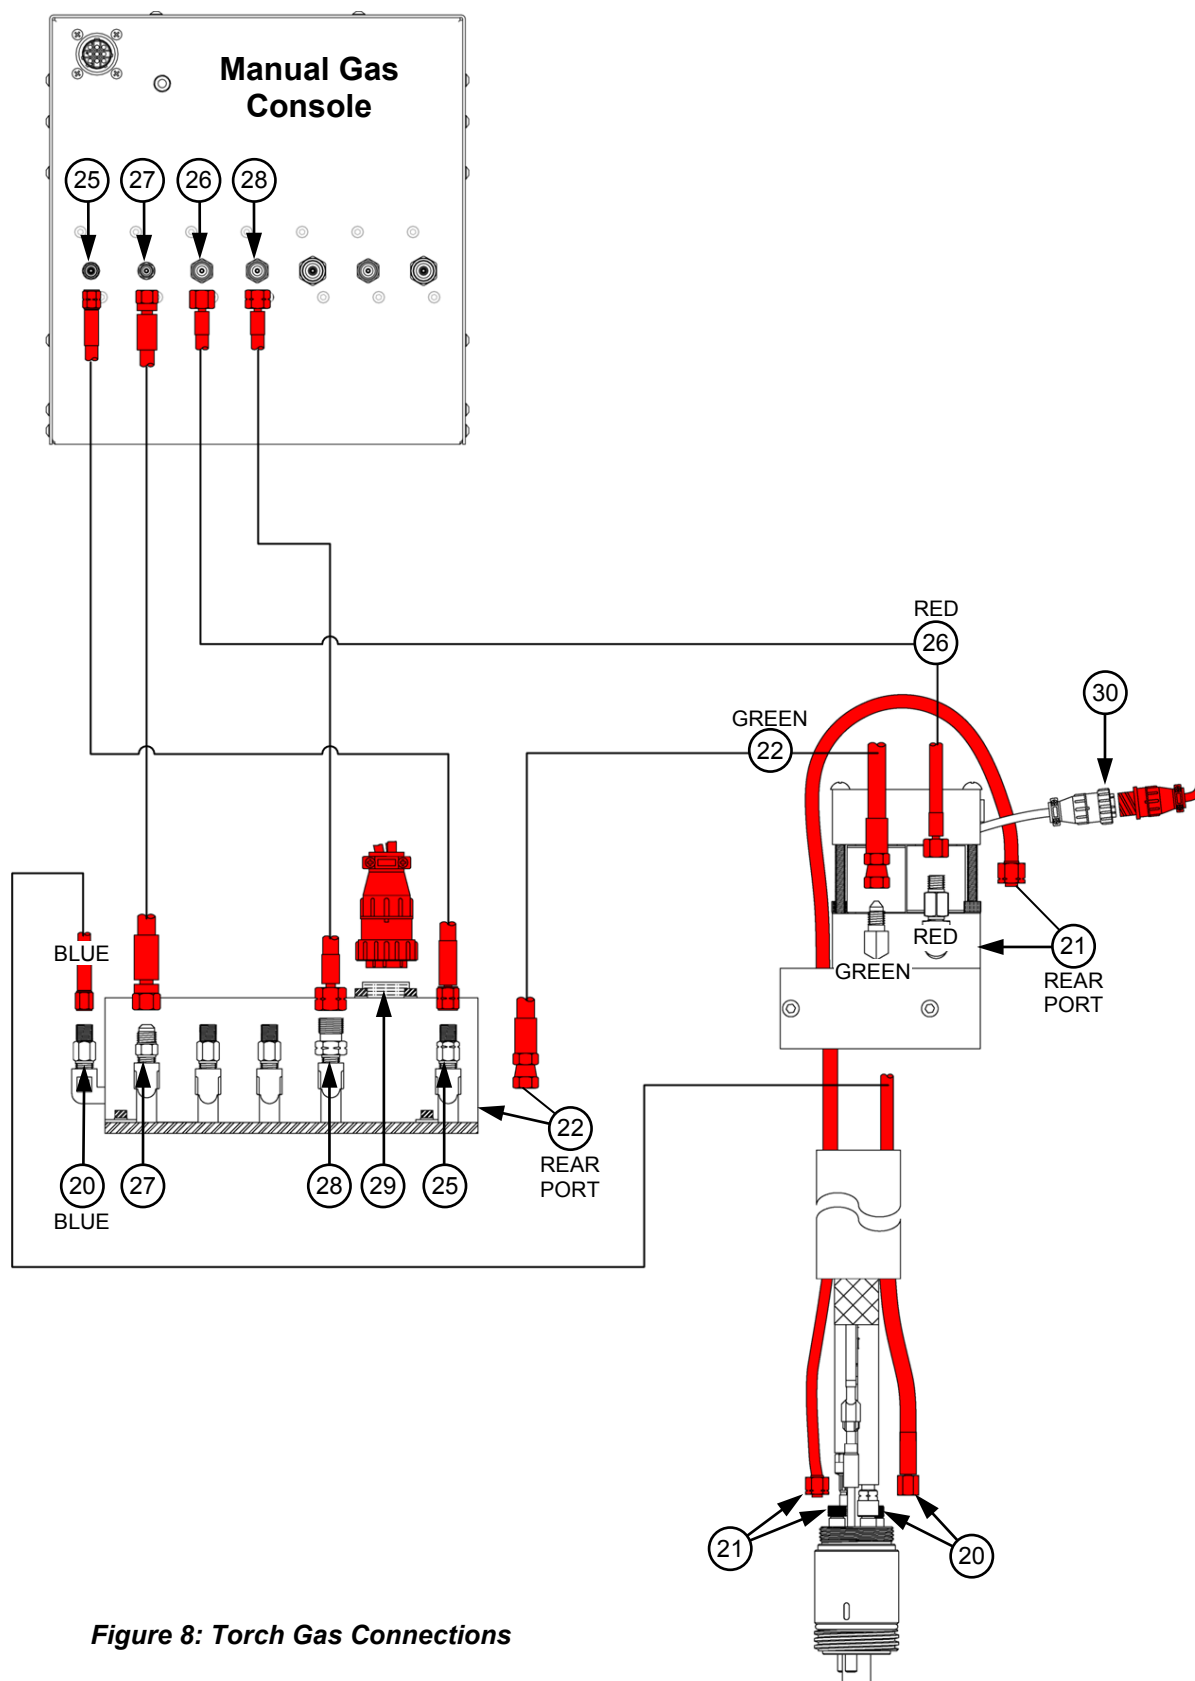 Manual Gas
Console
25
27
26
28
RED
26
30
GREEN
22
BLUE
RED
GREEN
21
REAR
PORT
22
REAR
PORT
20
BLUE
27
28
29
25
21
20
Figure 8: Torch Gas Connections